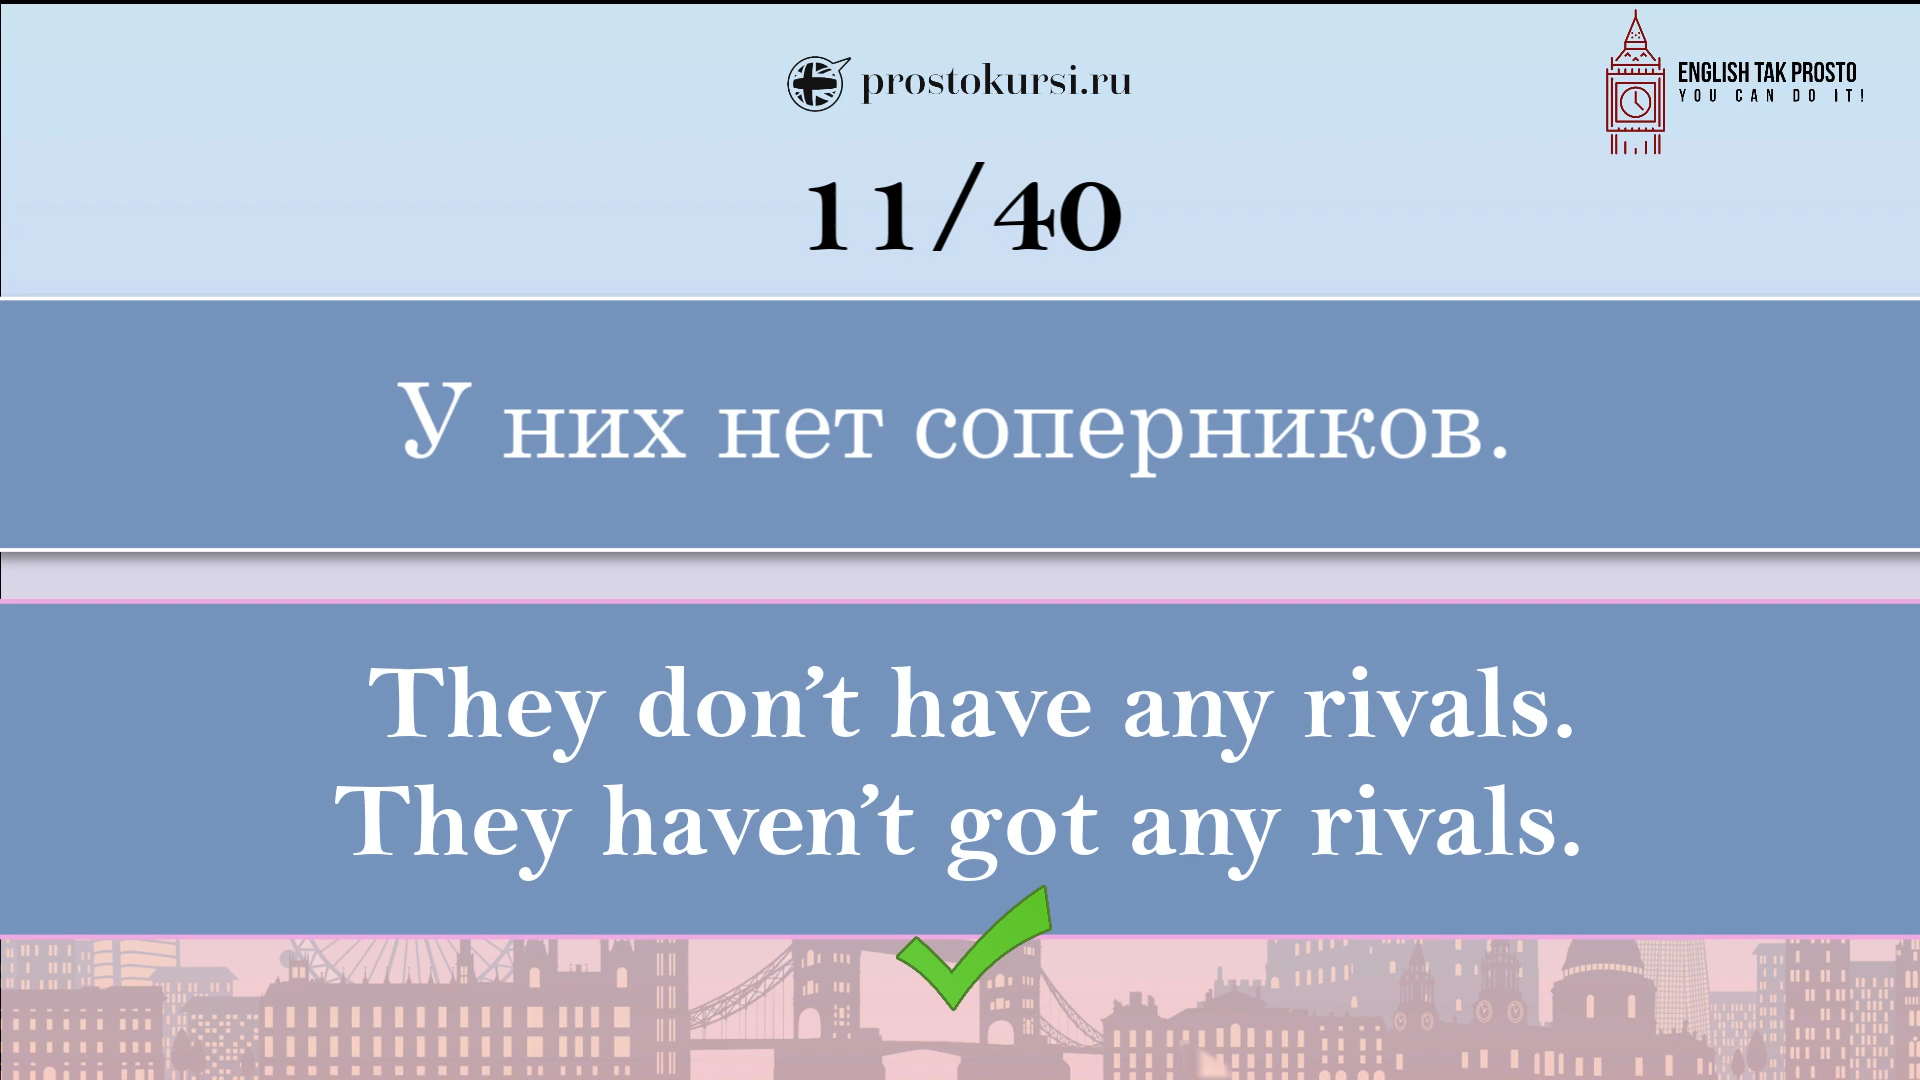 prostokursi.ru
ENGLISH TAK PROSTO
YOU CAN DO IT!
11/40
У них нет соперников.
They don’t have any rivals.
They haven’t got any rivals.